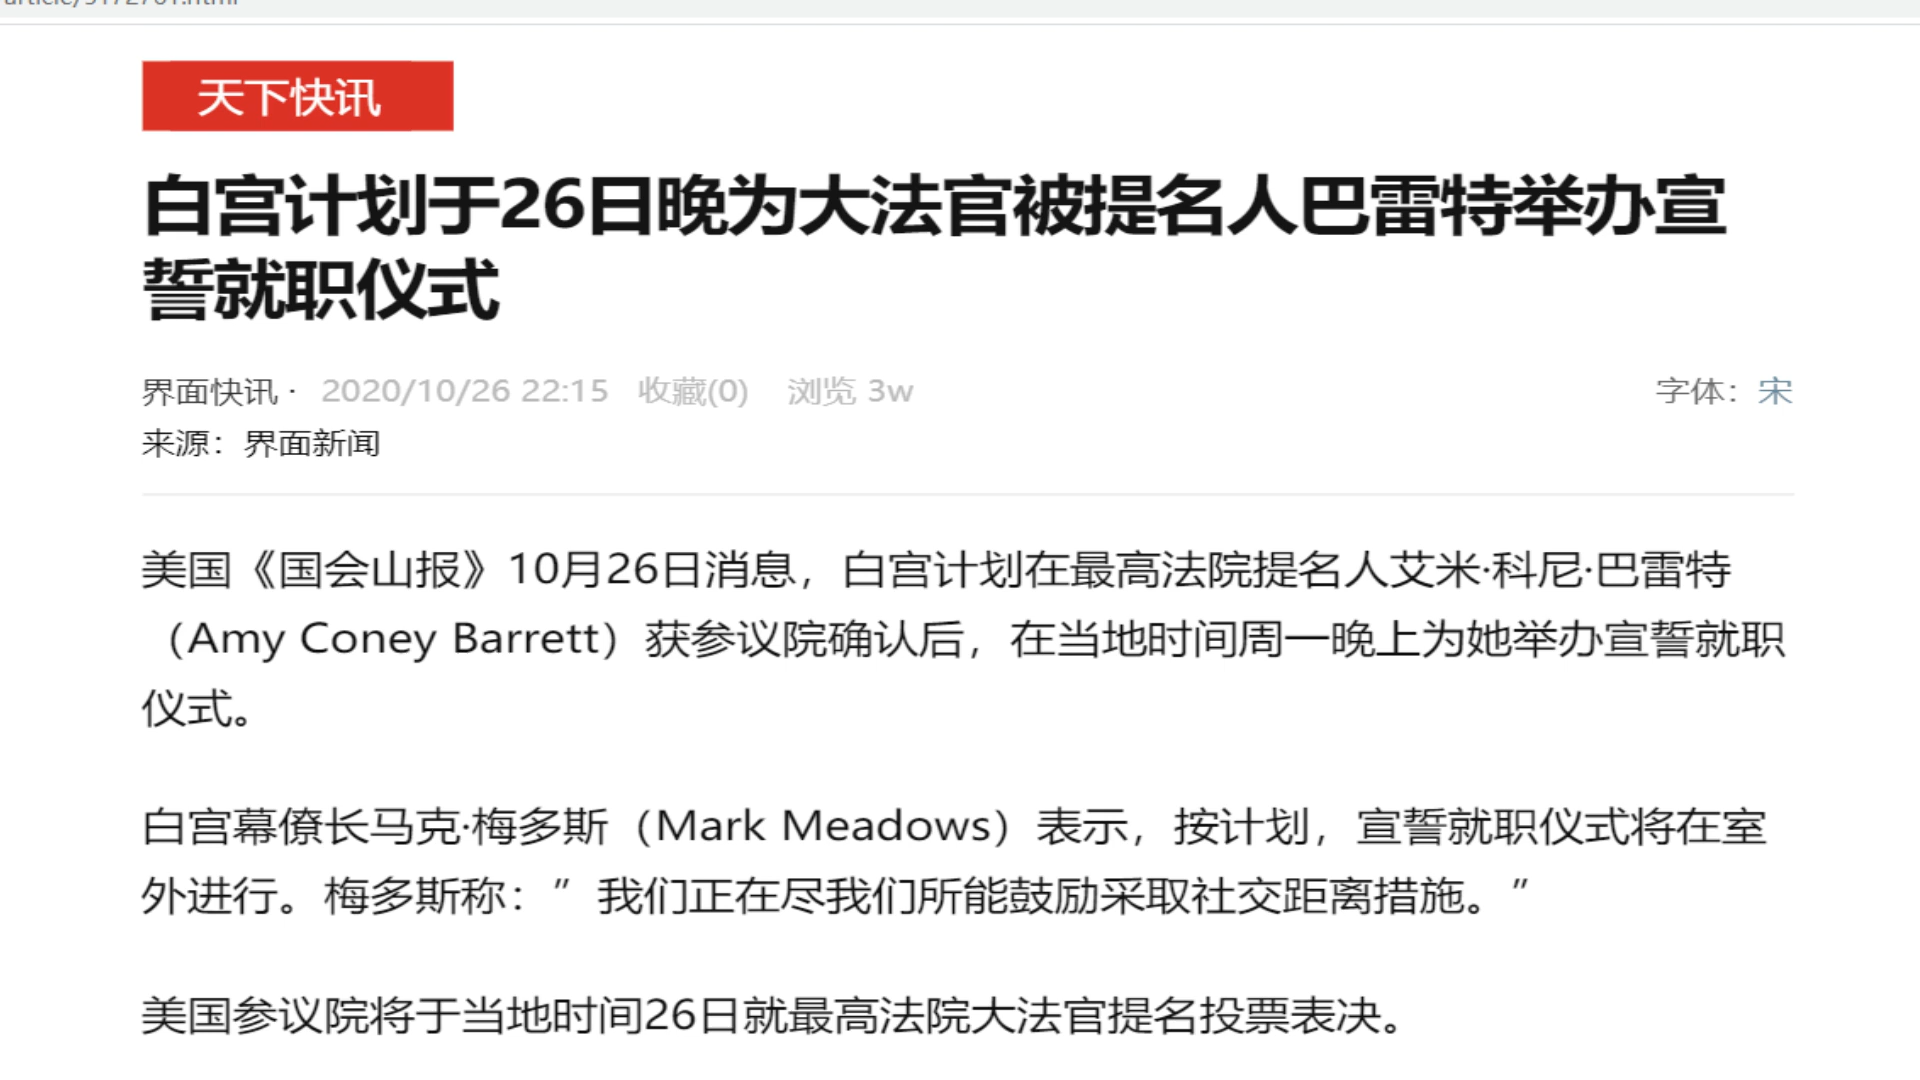 天下快讯
白宫计划于26日晚为大法官被提名人巴雷特举办宣
誓就职仪式
界面快讯 · 2020/10/26 22:15 收藏(0) 浏览 3w 字体：宋
来源：界面新闻
美国《国会山报》10月26日消息，白宫计划在最高法院提名人艾米·科尼·巴雷特
（Amy Coney Barrett）获参议院确认后，在当地时间周一晚上为她举办宣誓就职
仪式。
白宫幕僚长马克·梅多斯（Mark Meadows）表示，按计划，宣誓就职仪式将在室
外进行。梅多斯称：”我们正在尽我们所能鼓励采取社交距离措施。”
美国参议院将于当地时间26日就最高法院大法官提名投票表决。